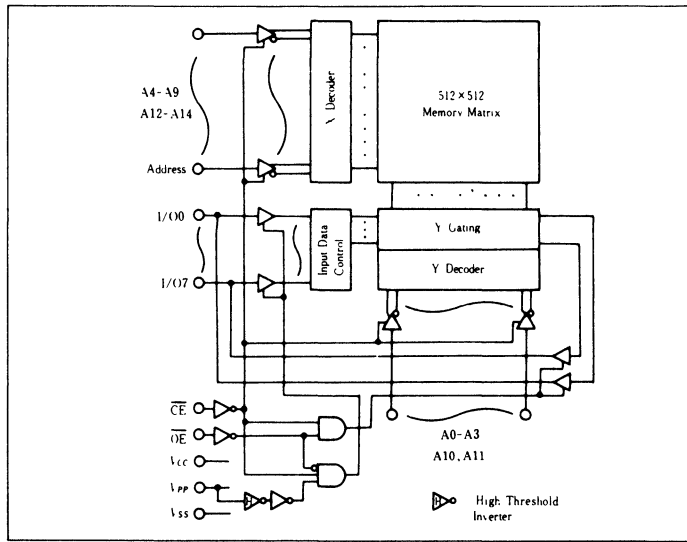 A4-A9
A12-A14
Address
X Decoder
512×512
Memory Matrix
I/O0
I/O7
Input Data
Control
Y Gating
Y Decoder
CE
OE
VCC
VPP
VSS
A0-A3
A10, A11
H
High Threshold
Inverter